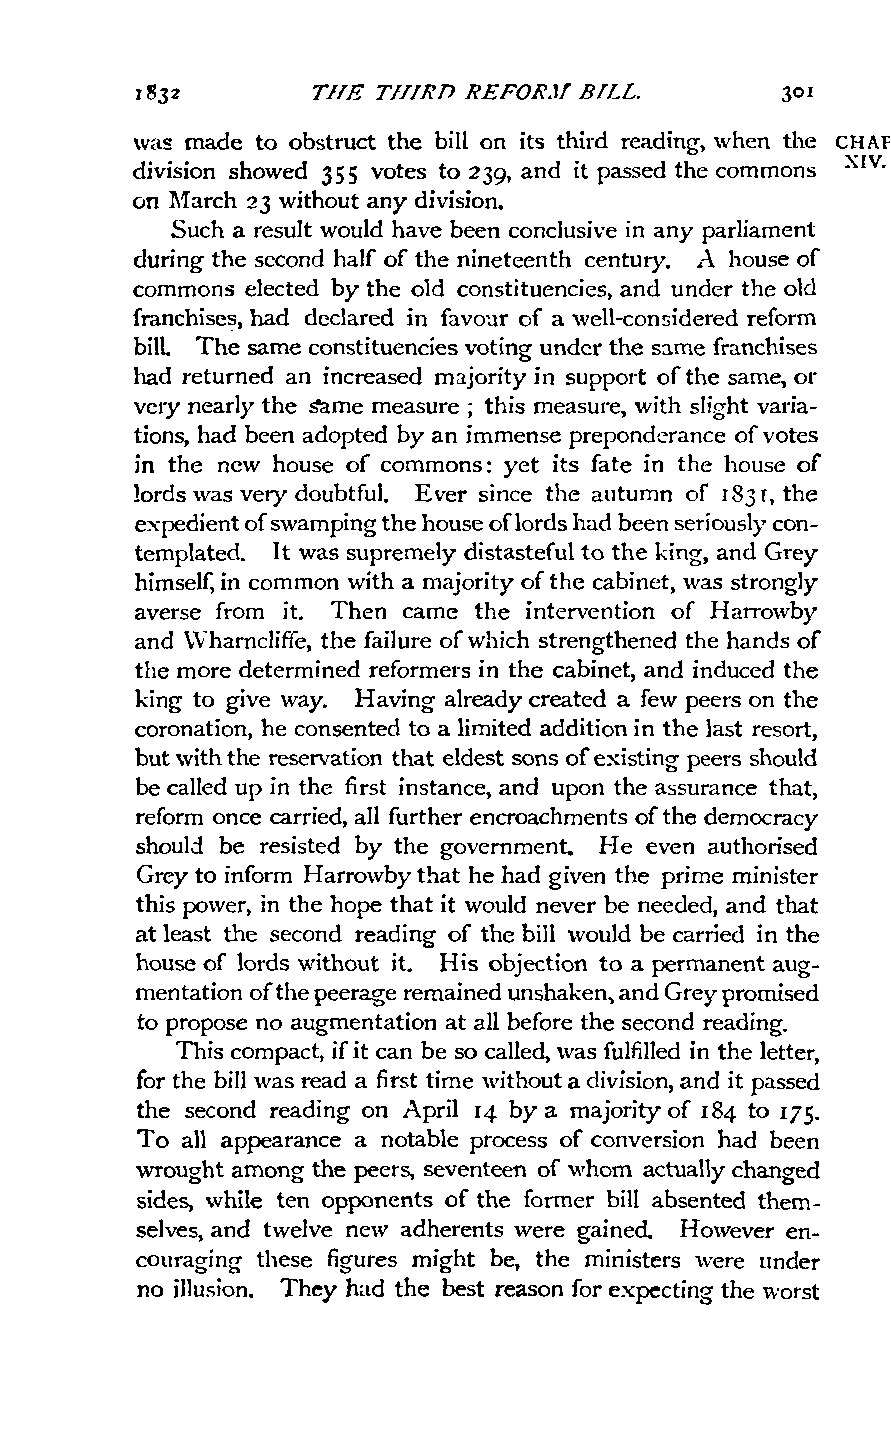 1832 THE THIRD REFORM BILL. 301
was made to obstruct the bill on its third reading, when the CHAP
division showed 355 votes to 239, and it passed the commons XIV.
on March 23 without any division.
Such a result would have been conclusive in any parliament
during the second half of the nineteenth century. A house of
commons elected by the old constituencies, and under the old
franchises, had declared in favour of a well-considered reform
bill. The same constituencies voting under the same franchises
had returned an increased majority in support of the same, or
very nearly the same measure ; this measure, with slight varia-
tions, had been adopted by an immense preponderance of votes
in the new house of commons: yet its fate in the house of
lords was very doubtful. Ever since the autumn of 1831, the
expedient of swamping the house of lords had been seriously con-
templated. It was supremely distasteful to the king, and Grey
himself, in common with a majority of the cabinet, was strongly
averse from it. Then came the intervention of Harrowby
and Wharncliffe, the failure of which strengthened the hands of
the more determined reformers in the cabinet, and induced the
king to give way. Having already created a few peers on the
coronation, he consented to a limited addition in the last resort,
but with the reservation that eldest sons of existing peers should
be called up in the first instance, and upon the assurance that,
reform once carried, all further encroachments of the democracy
should be resisted by the government. He even authorised
Grey to inform Harrowby that he had given the prime minister
this power, in the hope that it would never be needed, and that
at least the second reading of the bill would be carried in the
house of lords without it. His objection to a permanent aug-
mentation of the peerage remained unshaken, and Grey promised
to propose no augmentation at all before the second reading.
This compact, if it can be so called, was fulfilled in the letter,
for the bill was read a first time without a division, and it passed
the second reading on April 14 by a majority of 184 to 175.
To all appearance a notable process of conversion had been
wrought among the peers, seventeen of whom actually changed
sides, while ten opponents of the former bill absented them-
selves, and twelve new adherents were gained. However en-
couraging these figures might be, the ministers were under
no illusion. They had the best reason for expecting the worst